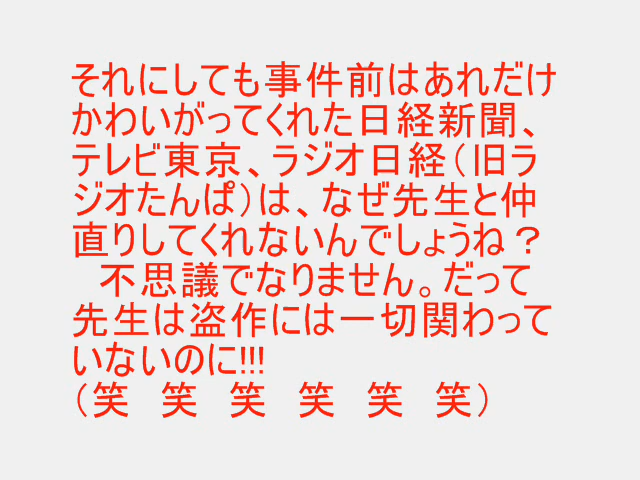 それにしても事件前はあれだけ
かわいがってくれた日経新聞、
テレビ東京、ラジオ日経（旧ラ
ジオたんぱ）は、なぜ先生と仲
直りしてくれないんでしょうね？
　不思議でなりません。だって
先生は盗作には一切関わって
いないのに!!!
（笑　笑　笑　笑　笑　笑）